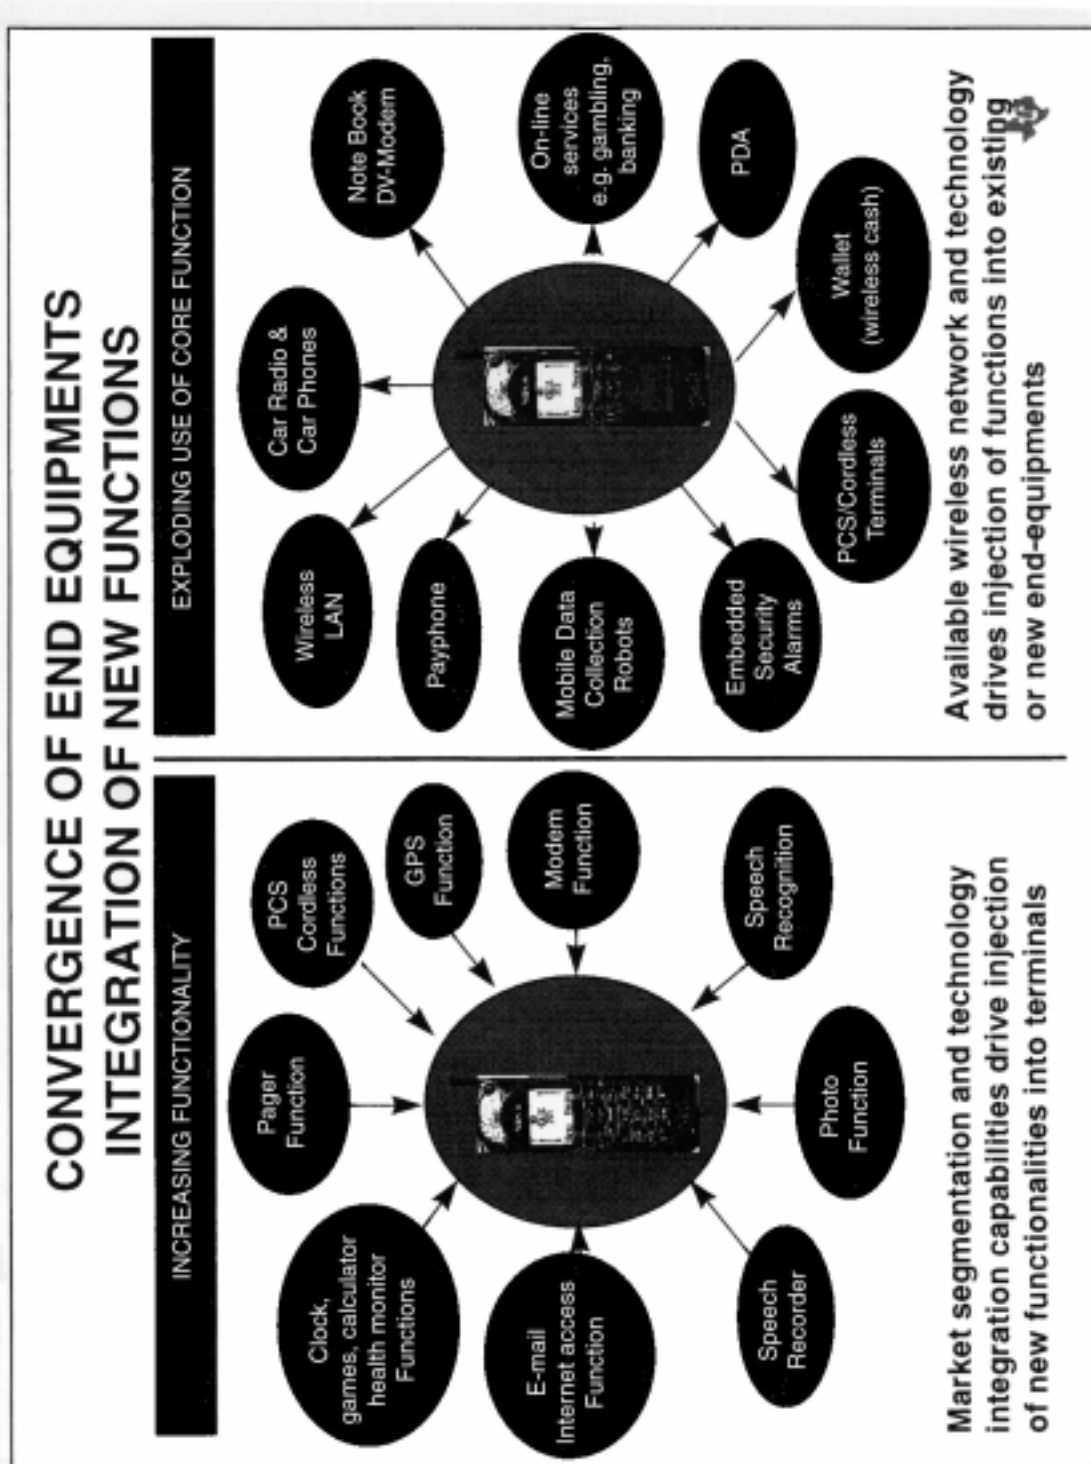 CONVERGENCE OF END EQUIPMENTS
INTEGRATION OF NEW FUNCTIONS
INCREASING FUNCTIONALITY
Clock,
games, calculator
health monitor
Functions
Pager
Function
PCS
Cordless
Functions
GPS
Function
Modem
Function
Speech
Recognition
Photo
Function
Speech
Recorder
E-mail
Internet access
Function
Market segmentation and technology
integration capabilities drive injection
of new functionalities into terminals
EXPLODING USE OF CORE FUNCTION
Wireless
LAN
Car Radio &
Car Phones
Note Book
DV-Modem
On-line
services
e.g. gambling,
banking
PDA
Wallet
(wireless cash)
PCS/Cordless
Terminals
Embedded
Security
Alarms
Mobile Data
Collection
Robots
Payphone
Available wireless network and technology
drives injection of functions into existing
or new end-equipments